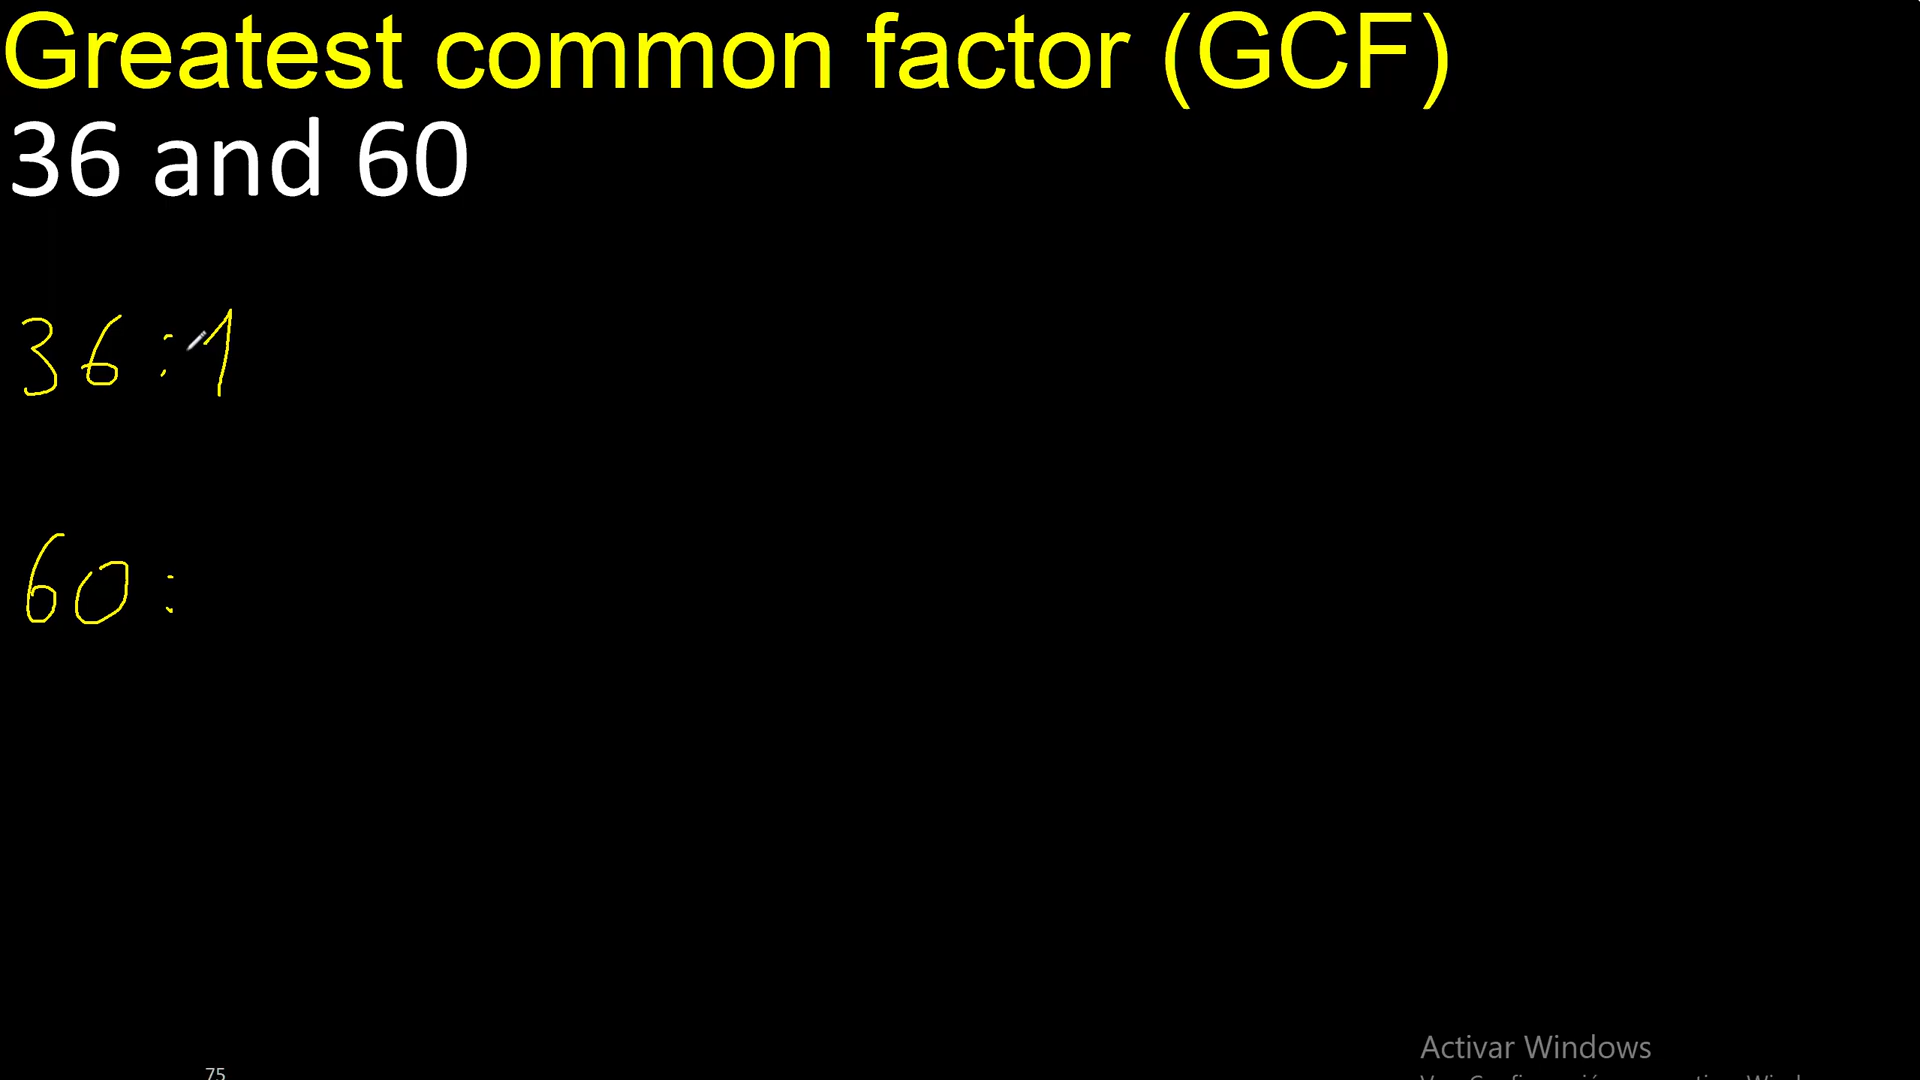 Greatest common factor (GCF)
36 and 60
36:1
60:
Activar Windows
75